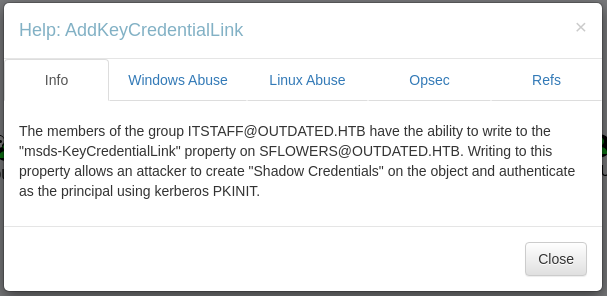 Help: AddKeyCredentialLink
×
Info
Windows Abuse
Linux Abuse
Opsec
Refs
The members of the group ITSTAFF@OUTDATED.HTB have the ability to write to the
"msds-KeyCredentialLink" property on SFLOWERS@OUTDATED.HTB. Writing to this
property allows an attacker to create "Shadow Credentials" on the object and authenticate
as the principal using kerberos PKINIT.
Close